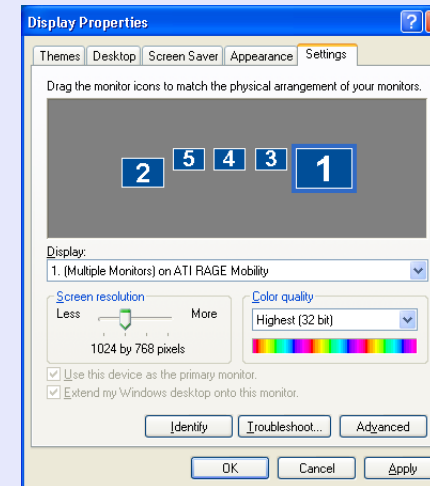 Display Properties
?
Themes Desktop Screen Saver Appearance Settings
Drag the monitor icons to match the physical arrangement of your monitors.
2 5 4 3 1
Display:
1. (Multiple Monitors) on ATI RAGE Mobility
Screen resolution
Less More
1024 by 768 pixels
Color quality
Highest (32 bit)
Use this device as the primary monitor.
Extend my Windows desktop onto this monitor.
Identify Troubleshoot... Advanced
OK Cancel Apply